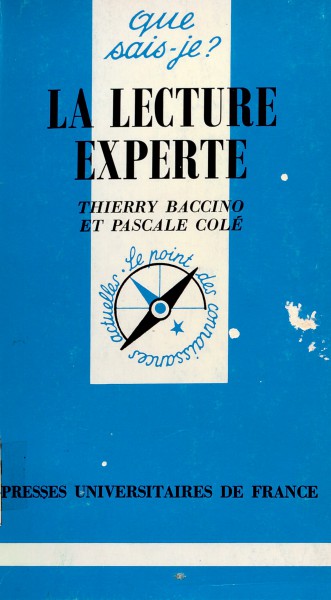 que
sais-je?
LA LECTURE
EXPERTE
THIERRY BACCINO
ET PASCALE COLÉ
Le point des connaissances actuelles •
PRESSES UNIVERSITAIRES DE FRANCE